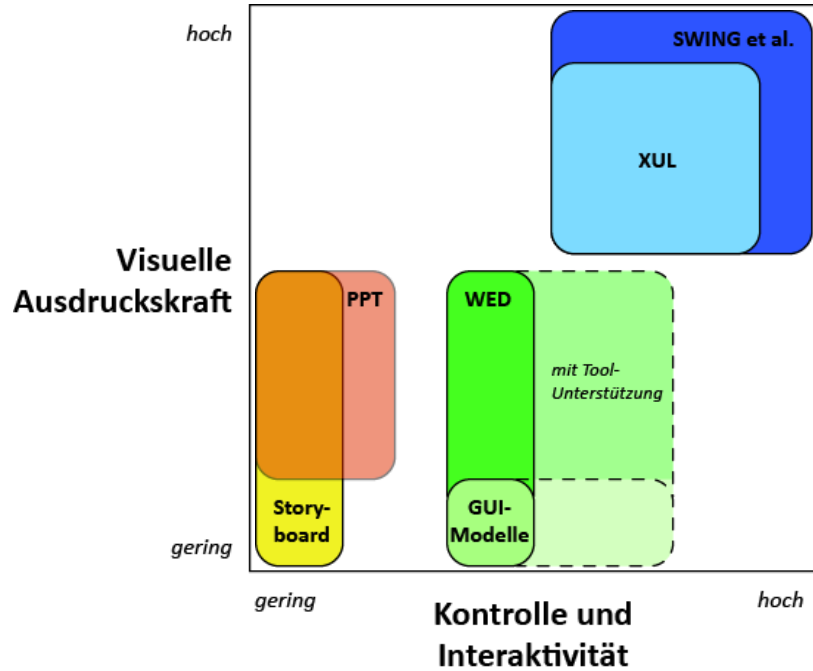 hoch
SWING et al.
XUL
Visuelle
Ausdruckskraft
PPT
WED
mit Tool-
Unterstützung
Story-
board
GUI-
Modelle
gering
gering
hoch
Kontrolle und
Interaktivität